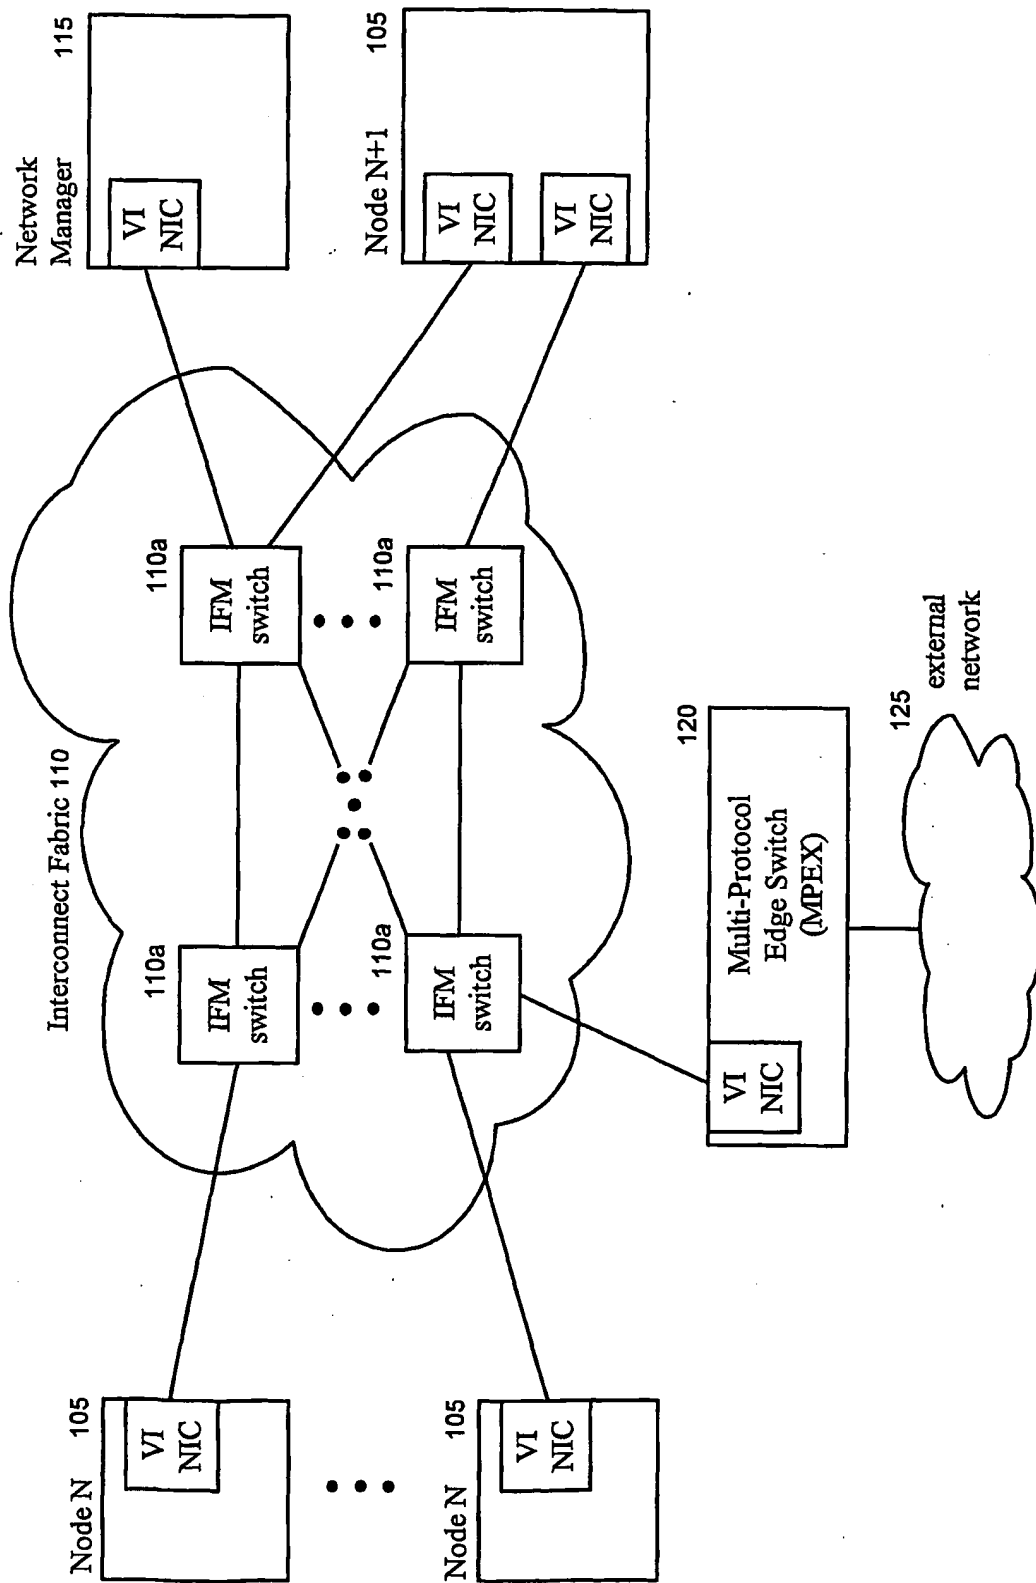 Network
Manager
115
VI
NIC
Node N+1
105
VI
NIC
VI
NIC
Interconnect Fabric 110
110a
IFM
switch
110a
IFM
switch
110a
IFM
switch
110a
IFM
switch
Node N
105
VI
NIC
Node N
105
VI
NIC
120
Multi-Protocol
Edge Switch
(MPEX)
VI
NIC
125
external
network